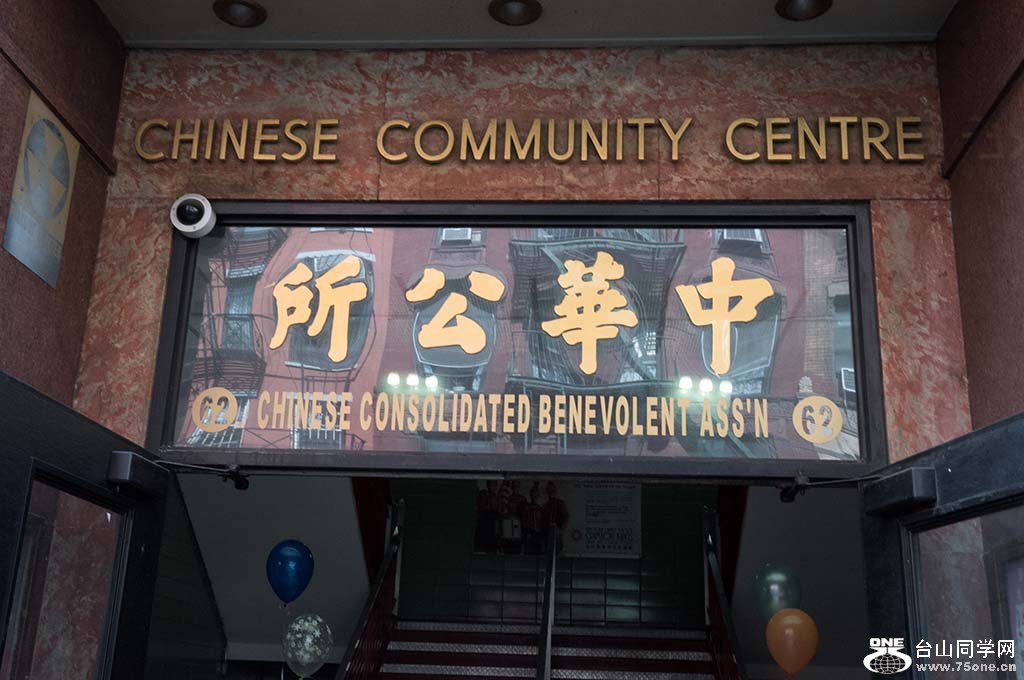 CHINESE COMMUNITY CENTRE
所公華中
62 CHINESE CONSOLIDATED BENEVOLENT ASS'N 62
ONE 台山同学网
www.75one.cn